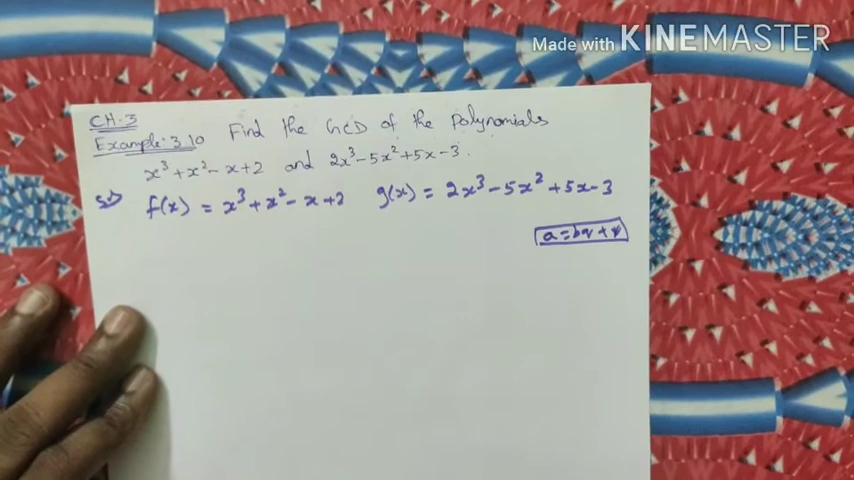 Made with KINEMASTER
CH.3
Example: 3.10 Find the GCD of the polynomials
x³ + x² - x + 2 and 2x³ - 5x² + 5x - 3.
Sol f(x) = x³ + x² - x + 2 g(x) = 2x³ - 5x² + 5x - 3
a = bq + r